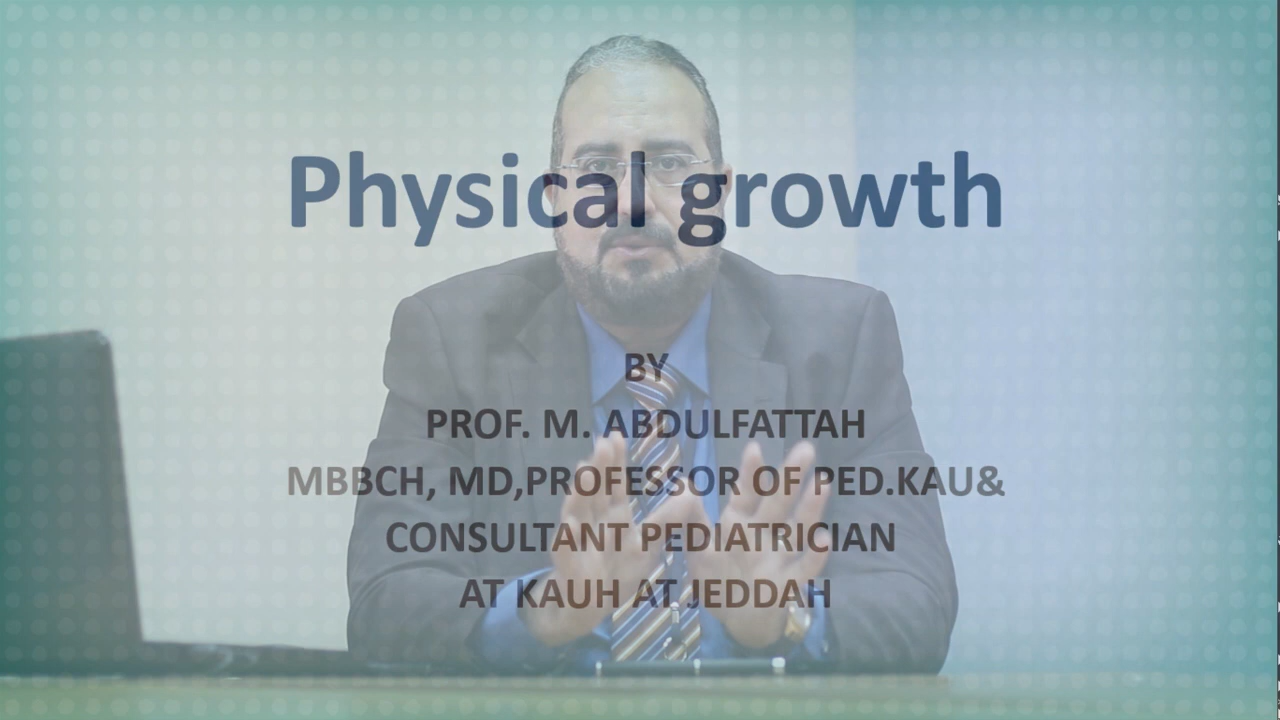 Physical growth
BY
PROF. M. ABDULFATTAH
MBBCH, MD,PROFESSOR OF PED.KAU&
CONSULTANT PEDIATRICIAN
AT KAUH AT JEDDAH